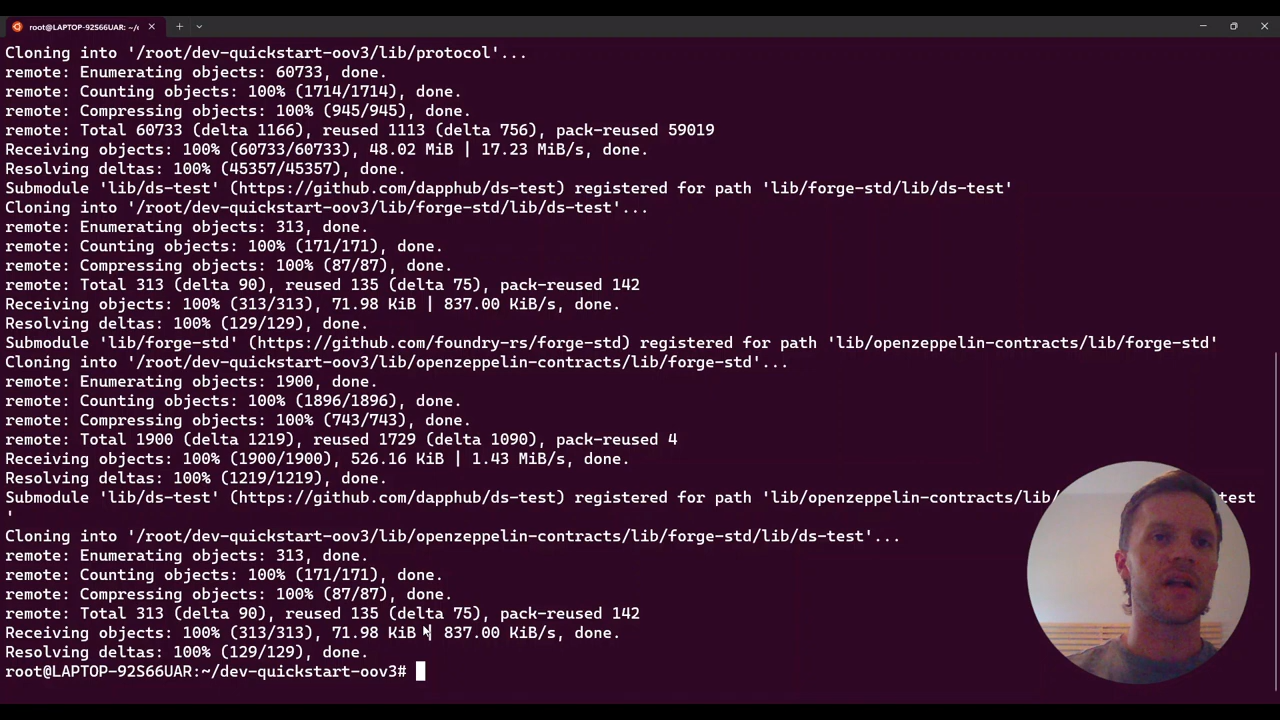 root@LAPTOP-92S66UAR: ~/
Cloning into '/root/dev-quickstart-oov3/lib/protocol'...
remote: Enumerating objects: 60733, done.
remote: Counting objects: 100% (1714/1714), done.
remote: Compressing objects: 100% (945/945), done.
remote: Total 60733 (delta 1166), reused 1113 (delta 756), pack-reused 59019
Receiving objects: 100% (60733/60733), 48.02 MiB | 17.23 MiB/s, done.
Resolving deltas: 100% (45357/45357), done.
Submodule 'lib/ds-test' (https://github.com/dapphub/ds-test) registered for path 'lib/forge-std/lib/ds-test'
Cloning into '/root/dev-quickstart-oov3/lib/forge-std/lib/ds-test'...
remote: Enumerating objects: 313, done.
remote: Counting objects: 100% (171/171), done.
remote: Compressing objects: 100% (87/87), done.
remote: Total 313 (delta 90), reused 135 (delta 75), pack-reused 142
Receiving objects: 100% (313/313), 71.98 KiB | 837.00 KiB/s, done.
Resolving deltas: 100% (129/129), done.
Submodule 'lib/forge-std' (https://github.com/foundry-rs/forge-std) registered for path 'lib/openzeppelin-contracts/lib/forge-std'
Cloning into '/root/dev-quickstart-oov3/lib/openzeppelin-contracts/lib/forge-std'...
remote: Enumerating objects: 1900, done.
remote: Counting objects: 100% (1896/1896), done.
remote: Compressing objects: 100% (743/743), done.
remote: Total 1900 (delta 1219), reused 1729 (delta 1090), pack-reused 4
Receiving objects: 100% (1900/1900), 526.16 KiB | 1.43 MiB/s, done.
Resolving deltas: 100% (1219/1219), done.
Submodule 'lib/ds-test' (https://github.com/dapphub/ds-test) registered for path 'lib/openzeppelin-contracts/lib/ test
'
Cloning into '/root/dev-quickstart-oov3/lib/openzeppelin-contracts/lib/forge-std/lib/ds-test'...
remote: Enumerating objects: 313, done.
remote: Counting objects: 100% (171/171), done.
remote: Compressing objects: 100% (87/87), done.
remote: Total 313 (delta 90), reused 135 (delta 75), pack-reused 142
Receiving objects: 100% (313/313), 71.98 KiB | 837.00 KiB/s, done.
Resolving deltas: 100% (129/129), done.
root@LAPTOP-92S66UAR:~/dev-quickstart-oov3#